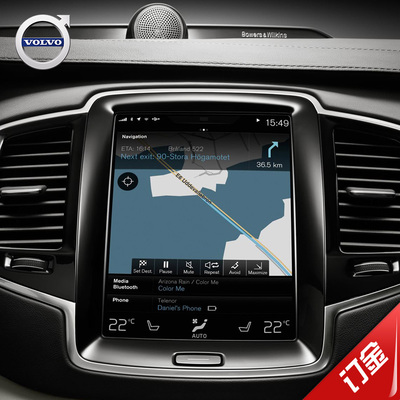 VOLVO
Bowers & Wilkins
15:49
Navigation
ETA: 16:14
Next exit: 90-Stora Högamotet
36.5 km
Set Dest. Pause Mute Repeat Avoid Maximize
Media
Bluetooth
Arizona Rain / Color Me
Color Me
Phone
Telenor
Daniel's Phone
22°C
AUTO
22°C
订金